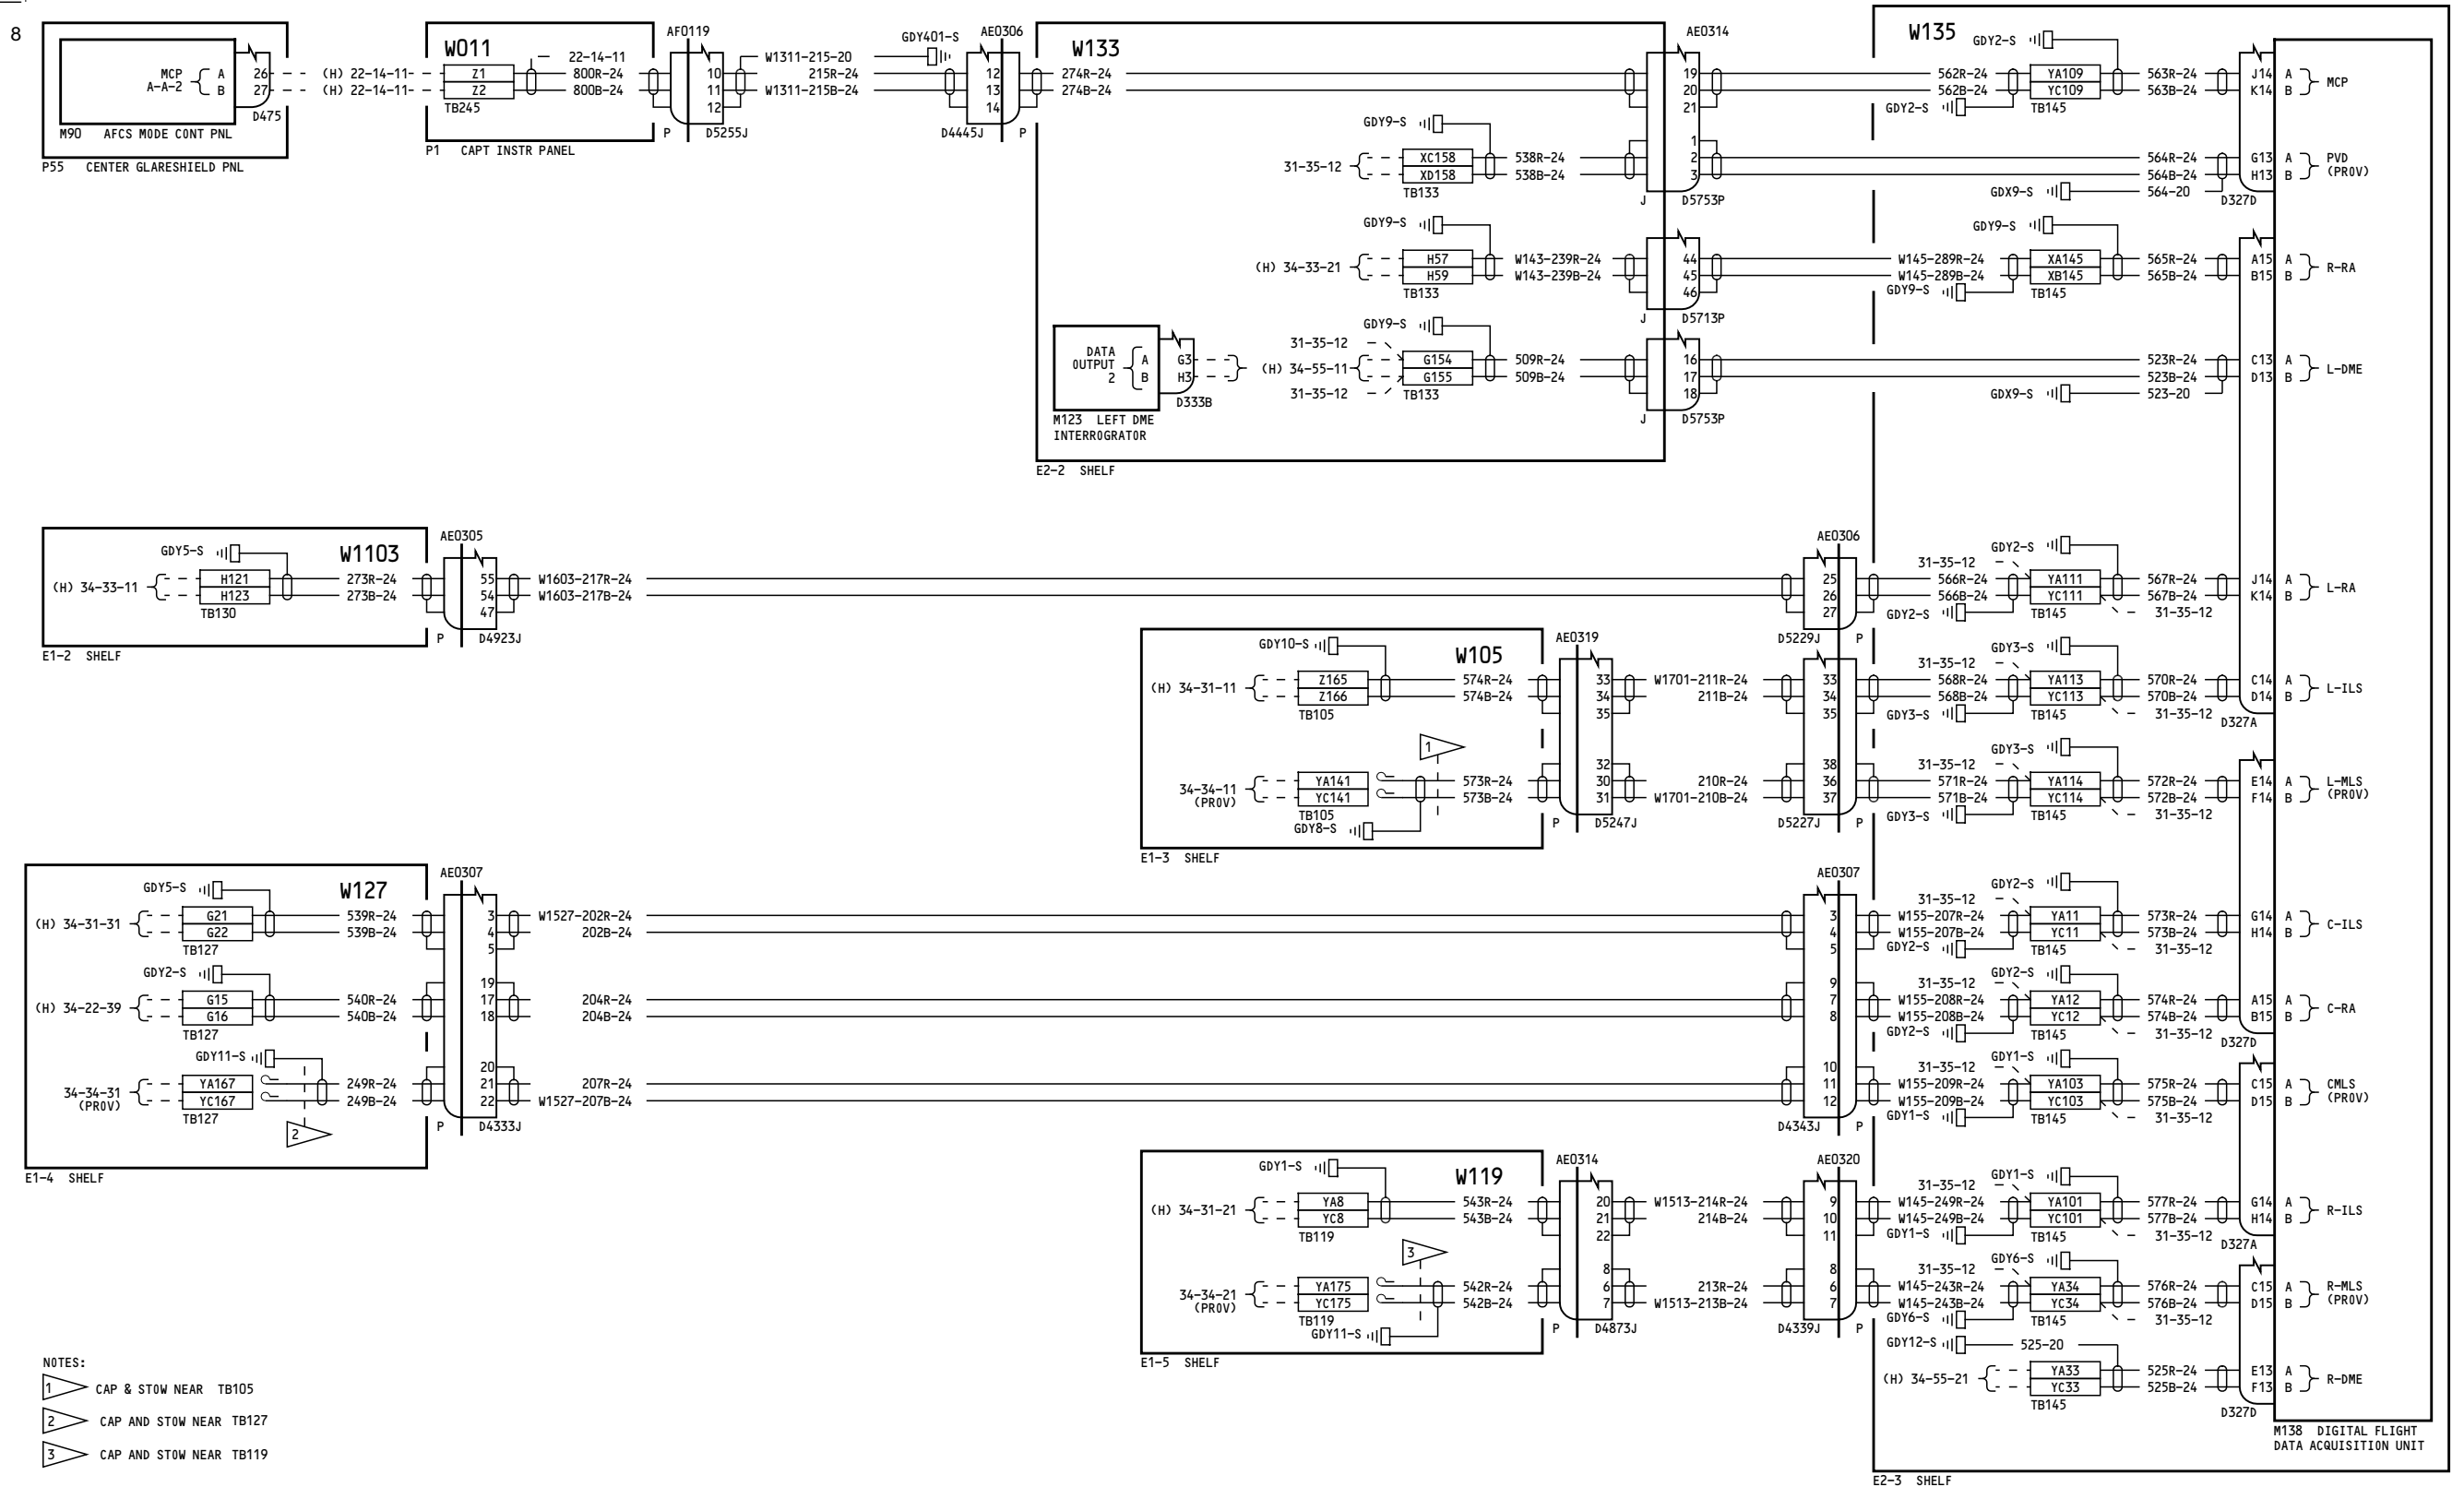 8
MCP
A-A-2
A 26 (H) 22-14-11
B 27 (H) 22-14-11
D475
M90 AFCS MODE CONT PNL
P55 CENTER GLARESHIELD PNL
W011
22-14-11
Z1 800R-24
Z2 800B-24
TB245
P1 CAPT INSTR PANEL
AF0119
10
11
12
P D5255J
W1311-215-20
215R-24
W1311-215B-24
GDY401-S
AE0306
12
13
14
D4445J P
W133
274R-24
274B-24
AE0314
19
20
21
GDY9-S
31-35-12
XC158 538R-24
XD158 538B-24
TB133
1
2
3
J D5753P
GDY9-S
(H) 34-33-21
H57 W143-239R-24
H59 W143-239B-24
TB133
44
45
46
J D5713P
DATA
OUTPUT
2
A G3
B H3
D333B
M123 LEFT DME
INTERROGRATOR
GDY9-S
31-35-12
(H) 34-55-11
31-35-12
G154 509R-24
G155 509B-24
TB133
16
17
18
J D5753P
E2-2 SHELF
W135
GDY2-S
562R-24 YA109 563R-24 J14 A
562B-24 YC109 563B-24 K14 B
MCP
GDY2-S TB145
564R-24 G13 A
564B-24 H13 B
PVD
(PROV)
GDX9-S 564-20
D327D
GDY9-S
W145-289R-24 XA145 565R-24 A15 A
W145-289B-24 XB145 565B-24 B15 B
R-RA
GDY9-S TB145
523R-24 C13 A
523B-24 D13 B
L-DME
GDX9-S 523-20
W1103
GDY5-S
(H) 34-33-11
H121 273R-24
H123 273B-24
TB130
E1-2 SHELF
AE0305
55 W1603-217R-24
54 W1603-217B-24
47
P D4923J
AE0306
25
26
27
D5229J P
GDY2-S
31-35-12
566R-24 YA111 567R-24 J14 A
566B-24 YC111 567B-24 K14 B
L-RA
GDY2-S TB145 31-35-12
W105
GDY10-S
(H) 34-31-11
Z165 574R-24
Z166 574B-24
TB105
1
34-34-11
(PROV)
YA141 573R-24
YC141 573B-24
TB105
GDY8-S
E1-3 SHELF
AE0319
33 W1701-211R-24 33
34 211B-24 34
35 35
32 38
30 210R-24 36
31 W1701-210B-24 37
P D5247J
D5227J P
GDY3-S
31-35-12
568R-24 YA113 570R-24 C14 A
568B-24 YC113 570B-24 D14 B
L-ILS
GDY3-S TB145 31-35-12
D327A
GDY3-S
31-35-12
571R-24 YA114 572R-24 E14 A
571B-24 YC114 572B-24 F14 B
L-MLS
(PROV)
GDY3-S TB145 31-35-12
W127
GDY5-S
(H) 34-31-31
G21 539R-24
G22 539B-24
TB127
GDY2-S
(H) 34-22-39
G15 540R-24
G16 540B-24
TB127
GDY11-S
34-34-31
(PROV)
YA167 249R-24
YC167 249B-24
TB127
2
E1-4 SHELF
AE0307
3 W1527-202R-24
4 202B-24
5
19
17 204R-24
18 204B-24
20
21 207R-24
22 W1527-207B-24
P D4333J
AE0307
3
4
5
9
7
8
10
11
12
D4343J P
GDY2-S
31-35-12
W155-207R-24 YA11 573R-24 G14 A
W155-207B-24 YC11 573B-24 H14 B
C-ILS
GDY2-S TB145 31-35-12
GDY2-S
31-35-12
W155-208R-24 YA12 574R-24 A15 A
W155-208B-24 YC12 574B-24 B15 B
C-RA
GDY2-S TB145 31-35-12
D327D
GDY1-S
31-35-12
W155-209R-24 YA103 575R-24 C15 A
W155-209B-24 YC103 575B-24 D15 B
CMLS
(PROV)
GDY1-S TB145 31-35-12
W119
GDY1-S
(H) 34-31-21
YA8 543R-24
YC8 543B-24
TB119
3
34-34-21
(PROV)
YA175 542R-24
YC175 542B-24
TB119
GDY11-S
E1-5 SHELF
AE0314
AE0320
20 W1513-214R-24 9
21 214B-24 10
22 11
8 8
6 213R-24 6
7 W1513-213B-24 7
P D4873J
D4339J P
GDY1-S
31-35-12
W145-249R-24 YA101 577R-24 G14 A
W145-249B-24 YC101 577B-24 H14 B
R-ILS
GDY1-S TB145 31-35-12
D327A
GDY6-S
31-35-12
W145-243R-24 YA34 576R-24 C15 A
W145-243B-24 YC34 576B-24 D15 B
R-MLS
(PROV)
GDY6-S TB145 31-35-12
GDY12-S 525-20
(H) 34-55-21
YA33 525R-24 E13 A
YC33 525B-24 F13 B
R-DME
TB145
D327D
M138 DIGITAL FLIGHT
DATA ACQUISITION UNIT
E2-3 SHELF
NOTES:
1 CAP & STOW NEAR TB105
2 CAP AND STOW NEAR TB127
3 CAP AND STOW NEAR TB119